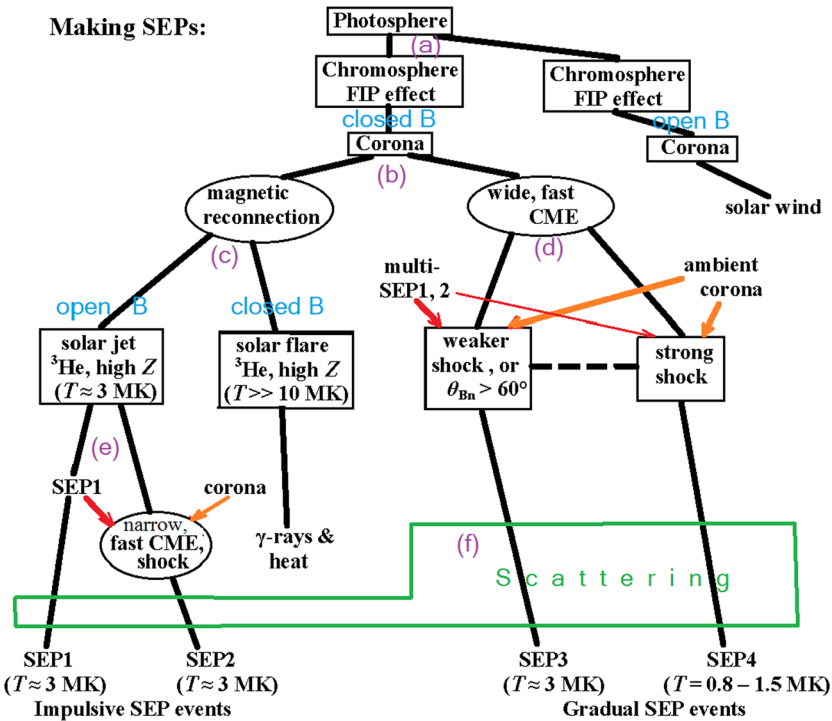 Making SEPs:
Photosphere
(a)
Chromosphere
FIP effect
Chromosphere
FIP effect
closed B
open B
Corona
Corona
(b)
solar wind
magnetic
reconnection
wide, fast
CME
(c)
(d)
multi-
SEP1, 2
ambient
corona
open B
closed B
solar jet
³He, high Z
(T ≈ 3 MK)
solar flare
³He, high Z
(T >> 10 MK)
weaker
shock , or
θBn > 60°
strong
shock
(e)
SEP1
corona
narrow,
fast CME,
shock
γ-rays &
heat
(f)
Scattering
SEP1
(T ≈ 3 MK)
SEP2
(T ≈ 3 MK)
SEP3
(T ≈ 3 MK)
SEP4
(T = 0.8 – 1.5 MK)
Impulsive SEP events
Gradual SEP events